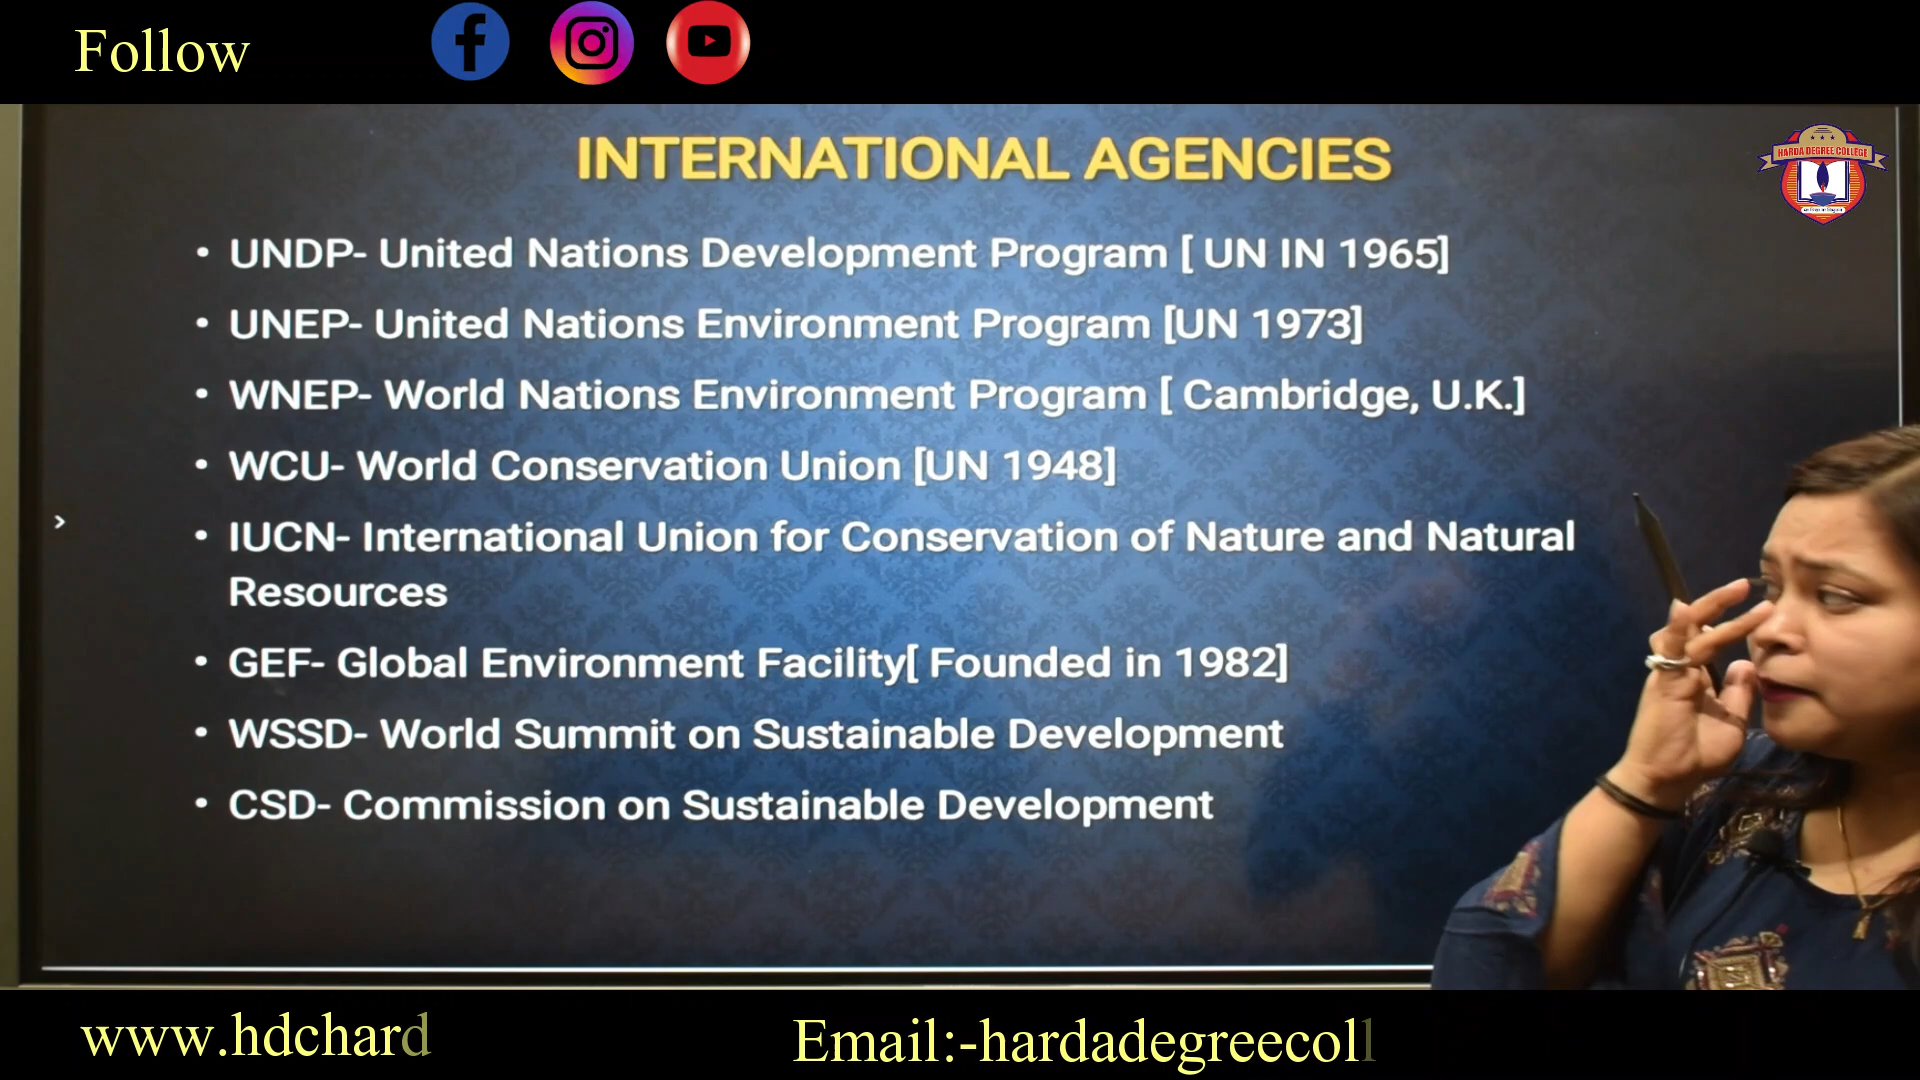 Follow
INTERNATIONAL AGENCIES
HARDA DEGREE COLLEGE
• UNDP- United Nations Development Program [ UN IN 1965]
• UNEP- United Nations Environment Program [UN 1973]
• WNEP- World Nations Environment Program [ Cambridge, U.K.]
• WCU- World Conservation Union [UN 1948]
• IUCN- International Union for Conservation of Nature and Natural
Resources
• GEF- Global Environment Facility[ Founded in 1982]
• WSSD- World Summit on Sustainable Development
• CSD- Commission on Sustainable Development
www.hdchard
Email:-hardadegreecoll